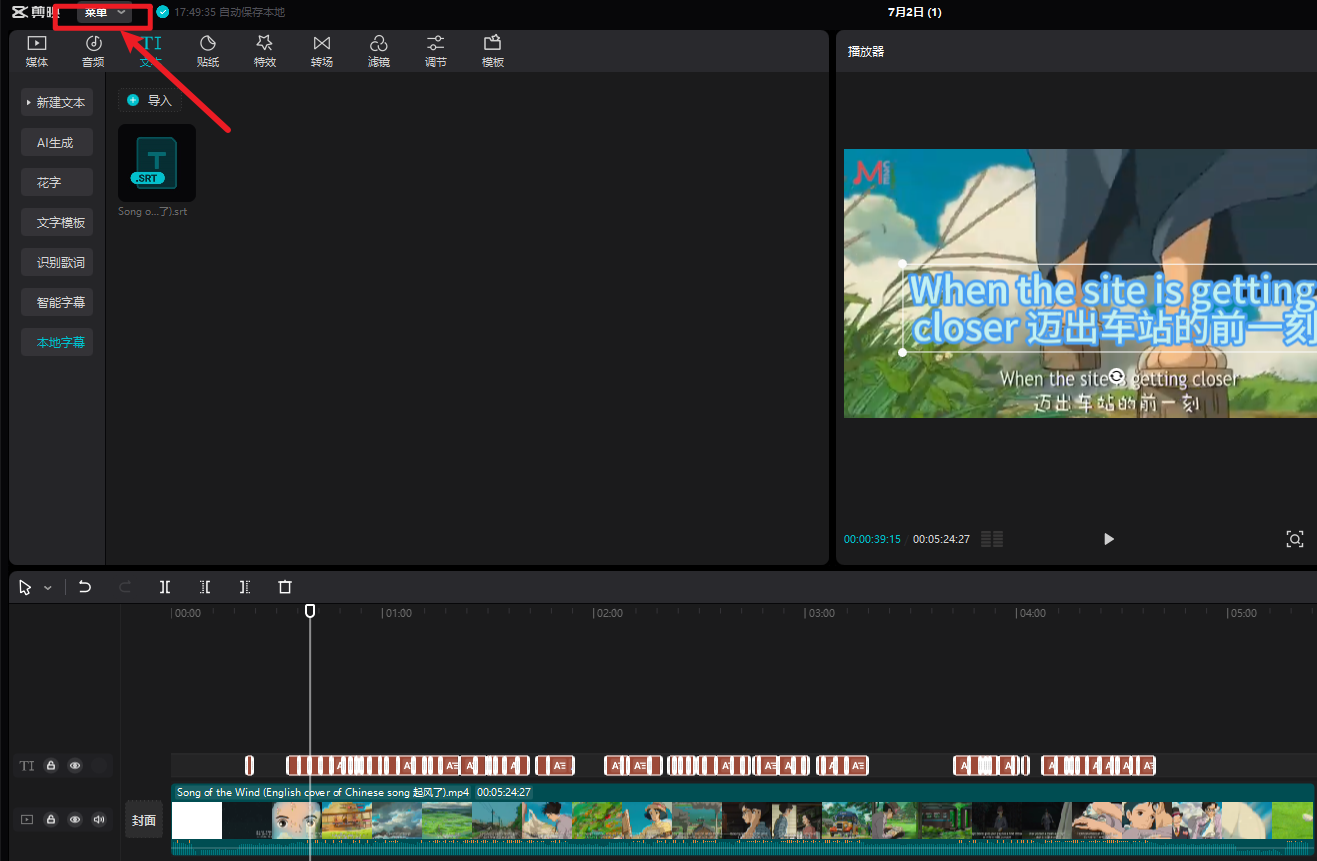 剪映 菜单 17:49:35 自动保存本地 7月2日 (1)
媒体 音频 文本 贴纸 特效 转场 滤镜 调节 模板
播放器
新建文本
导入
AI生成
花字
.SRT
文字模板
Song o...了).srt
识别歌词
智能字幕
本地字幕
When the site is getting
closer 迈出车站的前一刻
When the site is getting closer
迈出车站的前一刻
00:00:39:15 00:05:24:27
00:00 01:00 02:00 03:00 04:00 05:00
TI
Song of the Wind (English cover of Chinese song 起风了).mp4 00:05:24:27
封面